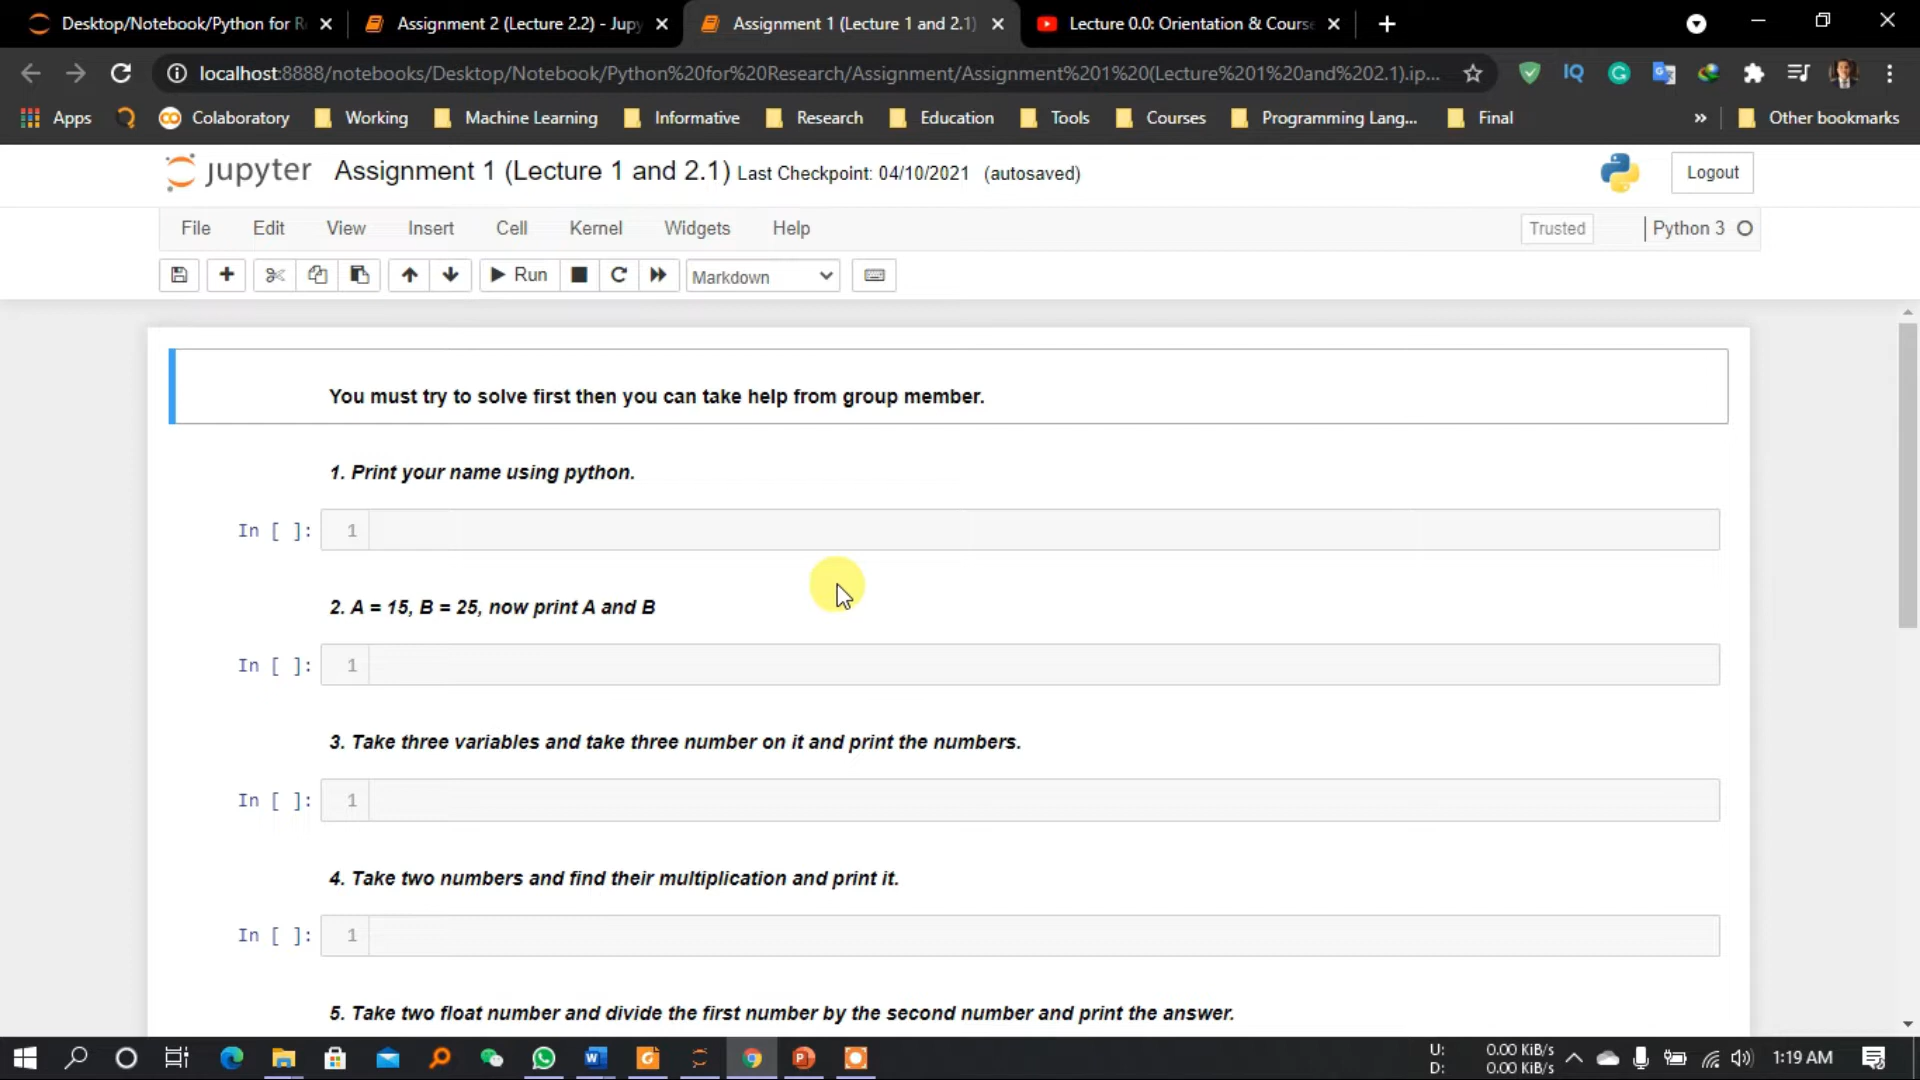 Desktop/Notebook/Python for R
Assignment 2 (Lecture 2.2) - Jupy
Assignment 1 (Lecture 1 and 2.1)
Lecture 0.0: Orientation & Course
localhost:8888/notebooks/Desktop/Notebook/Python%20for%20Research/Assignment/Assignment%201%20(Lecture%201%20and%202.1).ip...
IQ
Apps
Colaboratory
Working
Machine Learning
Informative
Research
Education
Tools
Courses
Programming Lang...
Final
»
Other bookmarks
jupyter Assignment 1 (Lecture 1 and 2.1) Last Checkpoint: 04/10/2021 (autosaved)
Logout
File Edit View Insert Cell Kernel Widgets Help
Trusted
Python 3
Run
Markdown
You must try to solve first then you can take help from group member.
1. Print your name using python.
In [ ]: 1
2. A = 15, B = 25, now print A and B
In [ ]: 1
3. Take three variables and take three number on it and print the numbers.
In [ ]: 1
4. Take two numbers and find their multiplication and print it.
In [ ]: 1
5. Take two float number and divide the first number by the second number and print the answer.
U: 0.00 KiB/s
D: 0.00 KiB/s
1:19 AM